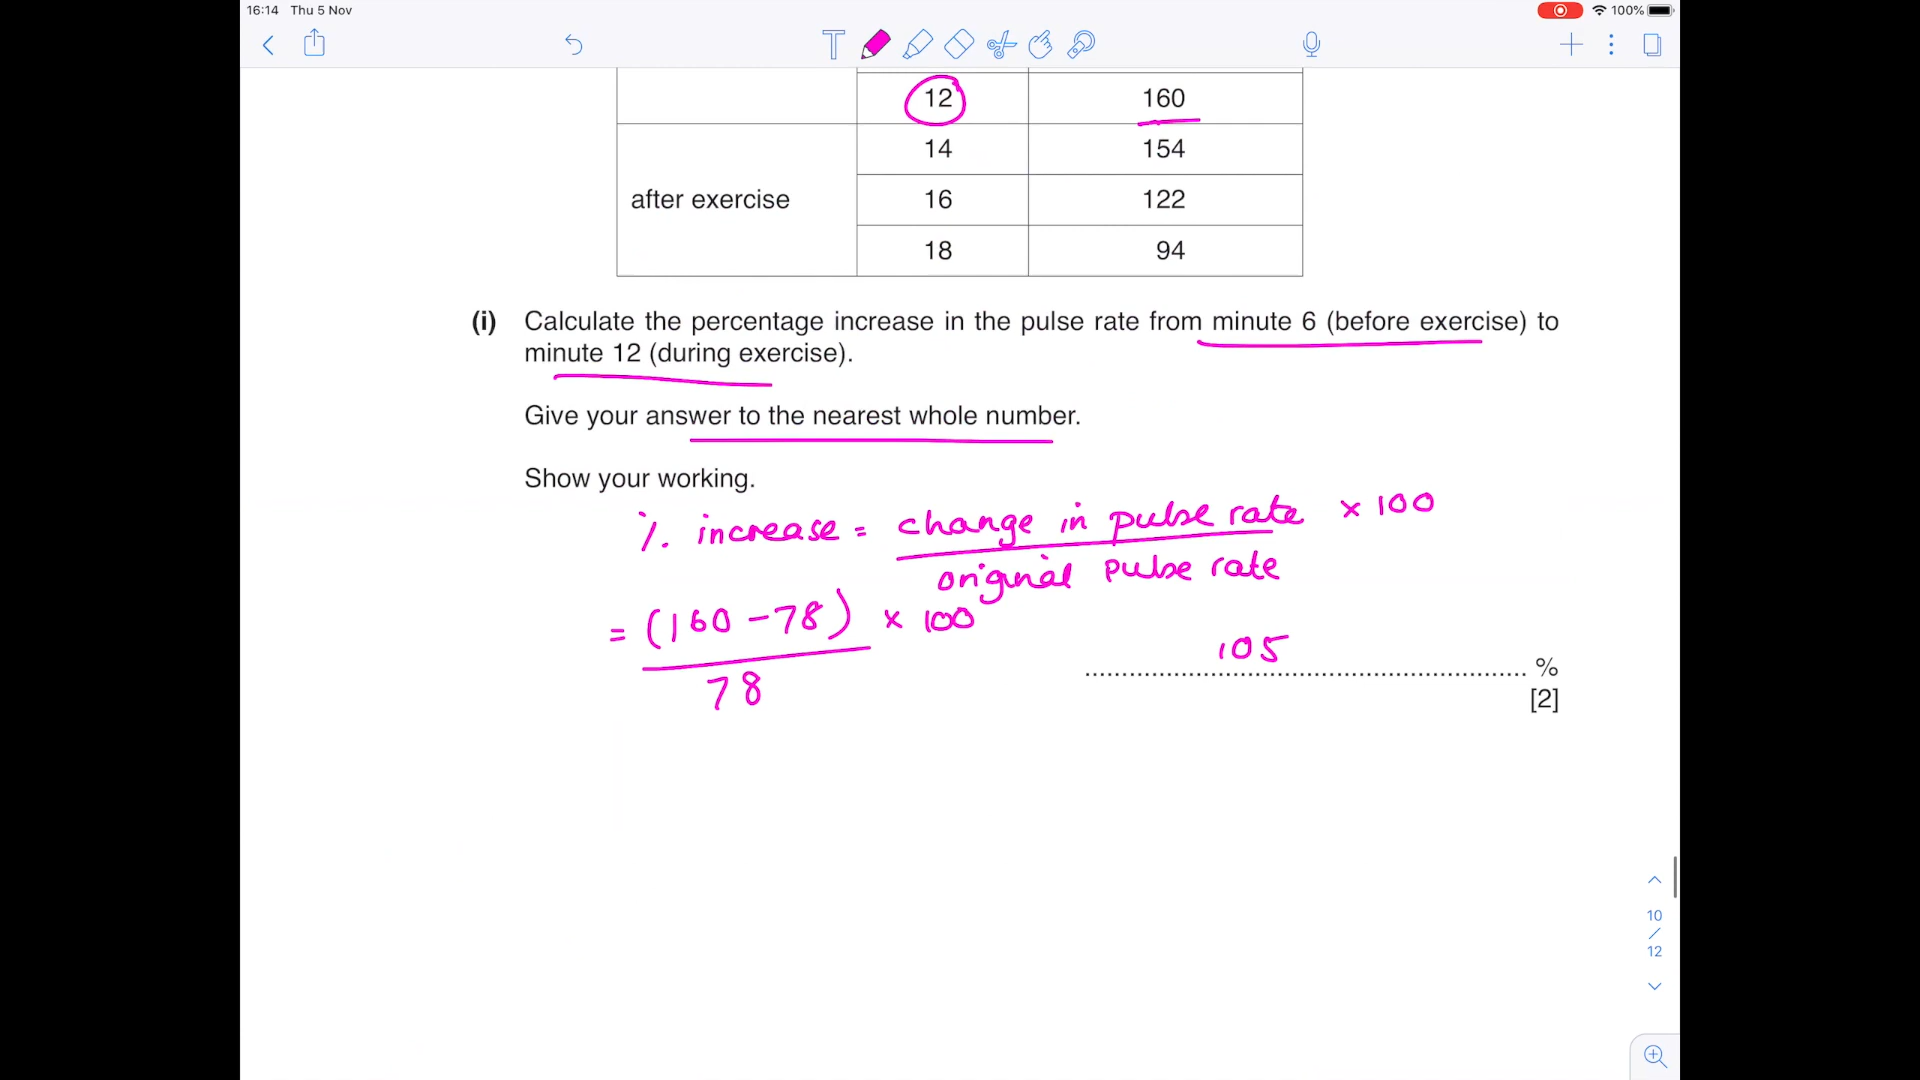 16:14 Thu 5 Nov
100%
12 160
14 154
after exercise 16 122
18 94
(i) Calculate the percentage increase in the pulse rate from minute 6 (before exercise) to
minute 12 (during exercise).
Give your answer to the nearest whole number.
Show your working.
% increase = change in pulse rate × 100
original pulse rate
= (160 - 78) × 100
78
105
.......................................................... %
[2]
10
/
12